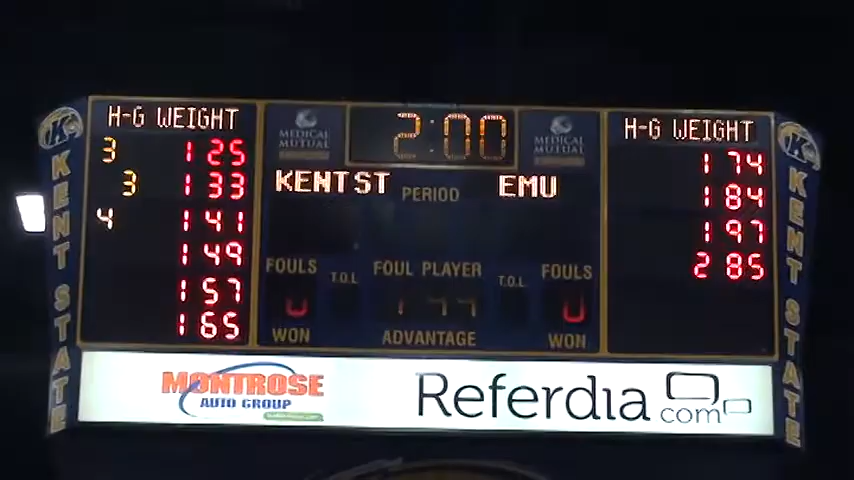 H-G WEIGHT
3 125
3 133
4 141
149
157
165
MEDICAL
MUTUAL
2:00
MEDICAL
MUTUAL
KENT ST
PERIOD
EMU
FOULS
T.O.L
FOUL PLAYER
T.O.L
FOULS
WON
ADVANTAGE
WON
H-G WEIGHT
174
184
197
285
K
KENT STATE
K
KENT STATE
MONTROSE
AUTO GROUP
Referdia
com